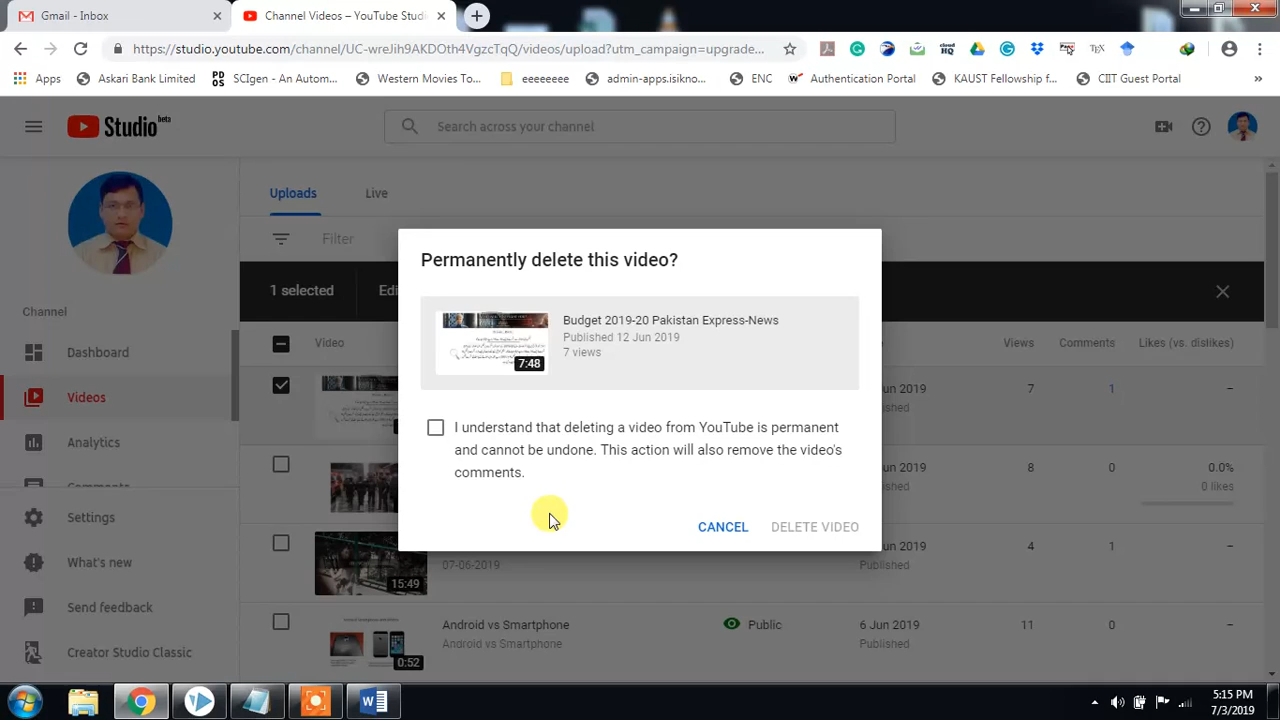 Gmail - Inbox
Channel Videos – YouTube Studi
https://studio.youtube.com/channel/UC-wreJih9AKDOth4VgzcTqQ/videos/upload?utm_campaign=upgrade...
Apps Askari Bank Limited SCIgen - An Autom... Western Movies-To... eeeeeeee admin-apps.isikno... ENC Authentication Portal KAUST Fellowship f... CIIT Guest Portal »
Studio beta
Search across your channel
Uploads Live
Filter
Permanently delete this video?
1 selected Edi
Budget 2019-20 Pakistan Express-News
Published 12 Jun 2019
7 views
7:48
Channel
Video Views Comments Likes (vs. dislikes)
Dashboard
Videos
Jun 2019 7 1 –
blished
I understand that deleting a video from YouTube is permanent
and cannot be undone. This action will also remove the video's
comments.
Analytics
Jun 2019 8 0 0.0%
blished 0 likes
Comments
Settings
CANCEL DELETE VIDEO
Jun 2019 4 1 –
What's new
07-06-2019 Published
15:49
Send feedback
Android vs Smartphone Public 6 Jun 2019 11 0 –
Android vs Smartphone Published
Creator Studio Classic
0:52
5:15 PM
7/3/2019